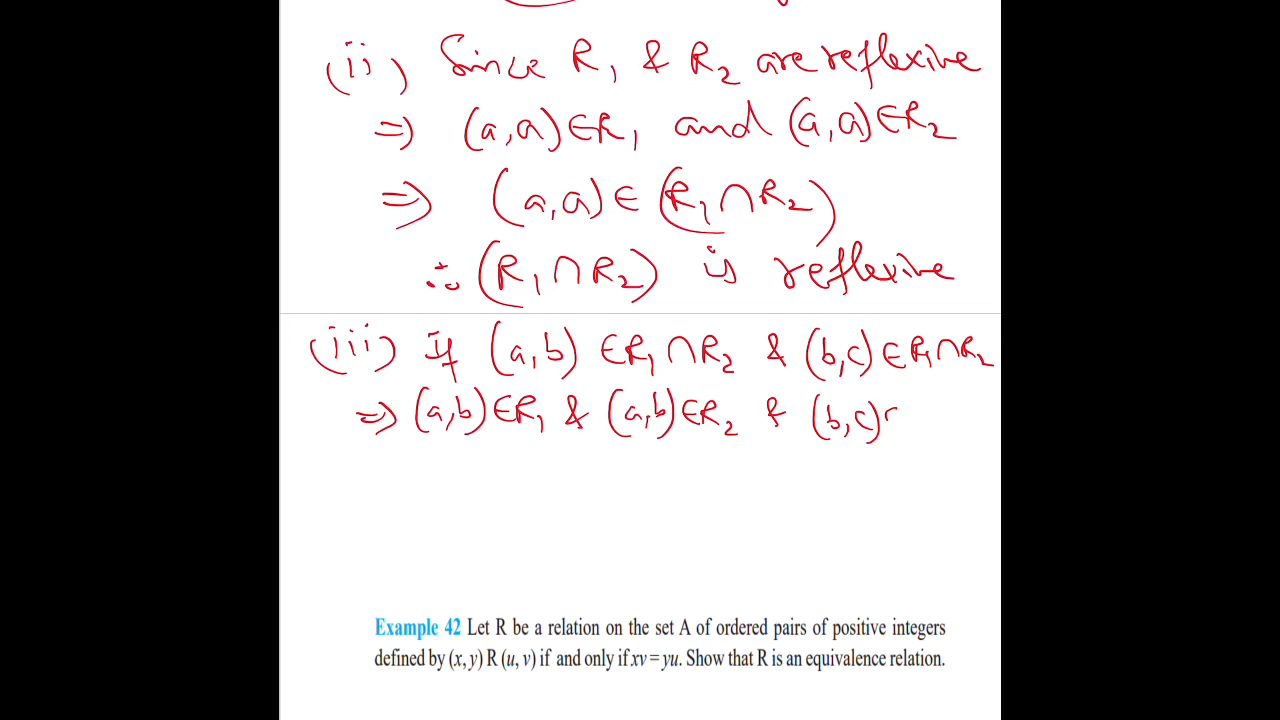 (ii) Since R₁ & R₂ are reflexive
⇒ (a,a) ∈ R₁ and (a,a) ∈ R₂
⇒ (a,a) ∈ (R₁ ∩ R₂)
∴ (R₁ ∩ R₂) is reflexive
(iii) If (a,b) ∈ R₁ ∩ R₂ & (b,c) ∈ R₁ ∩ R₂
⇒ (a,b) ∈ R₁ & (a,b) ∈ R₂ & (b,c)
Example 42 Let R be a relation on the set A of ordered pairs of positive integers
defined by (x, y) R (u, v) if and only if xv = yu. Show that R is an equivalence relation.